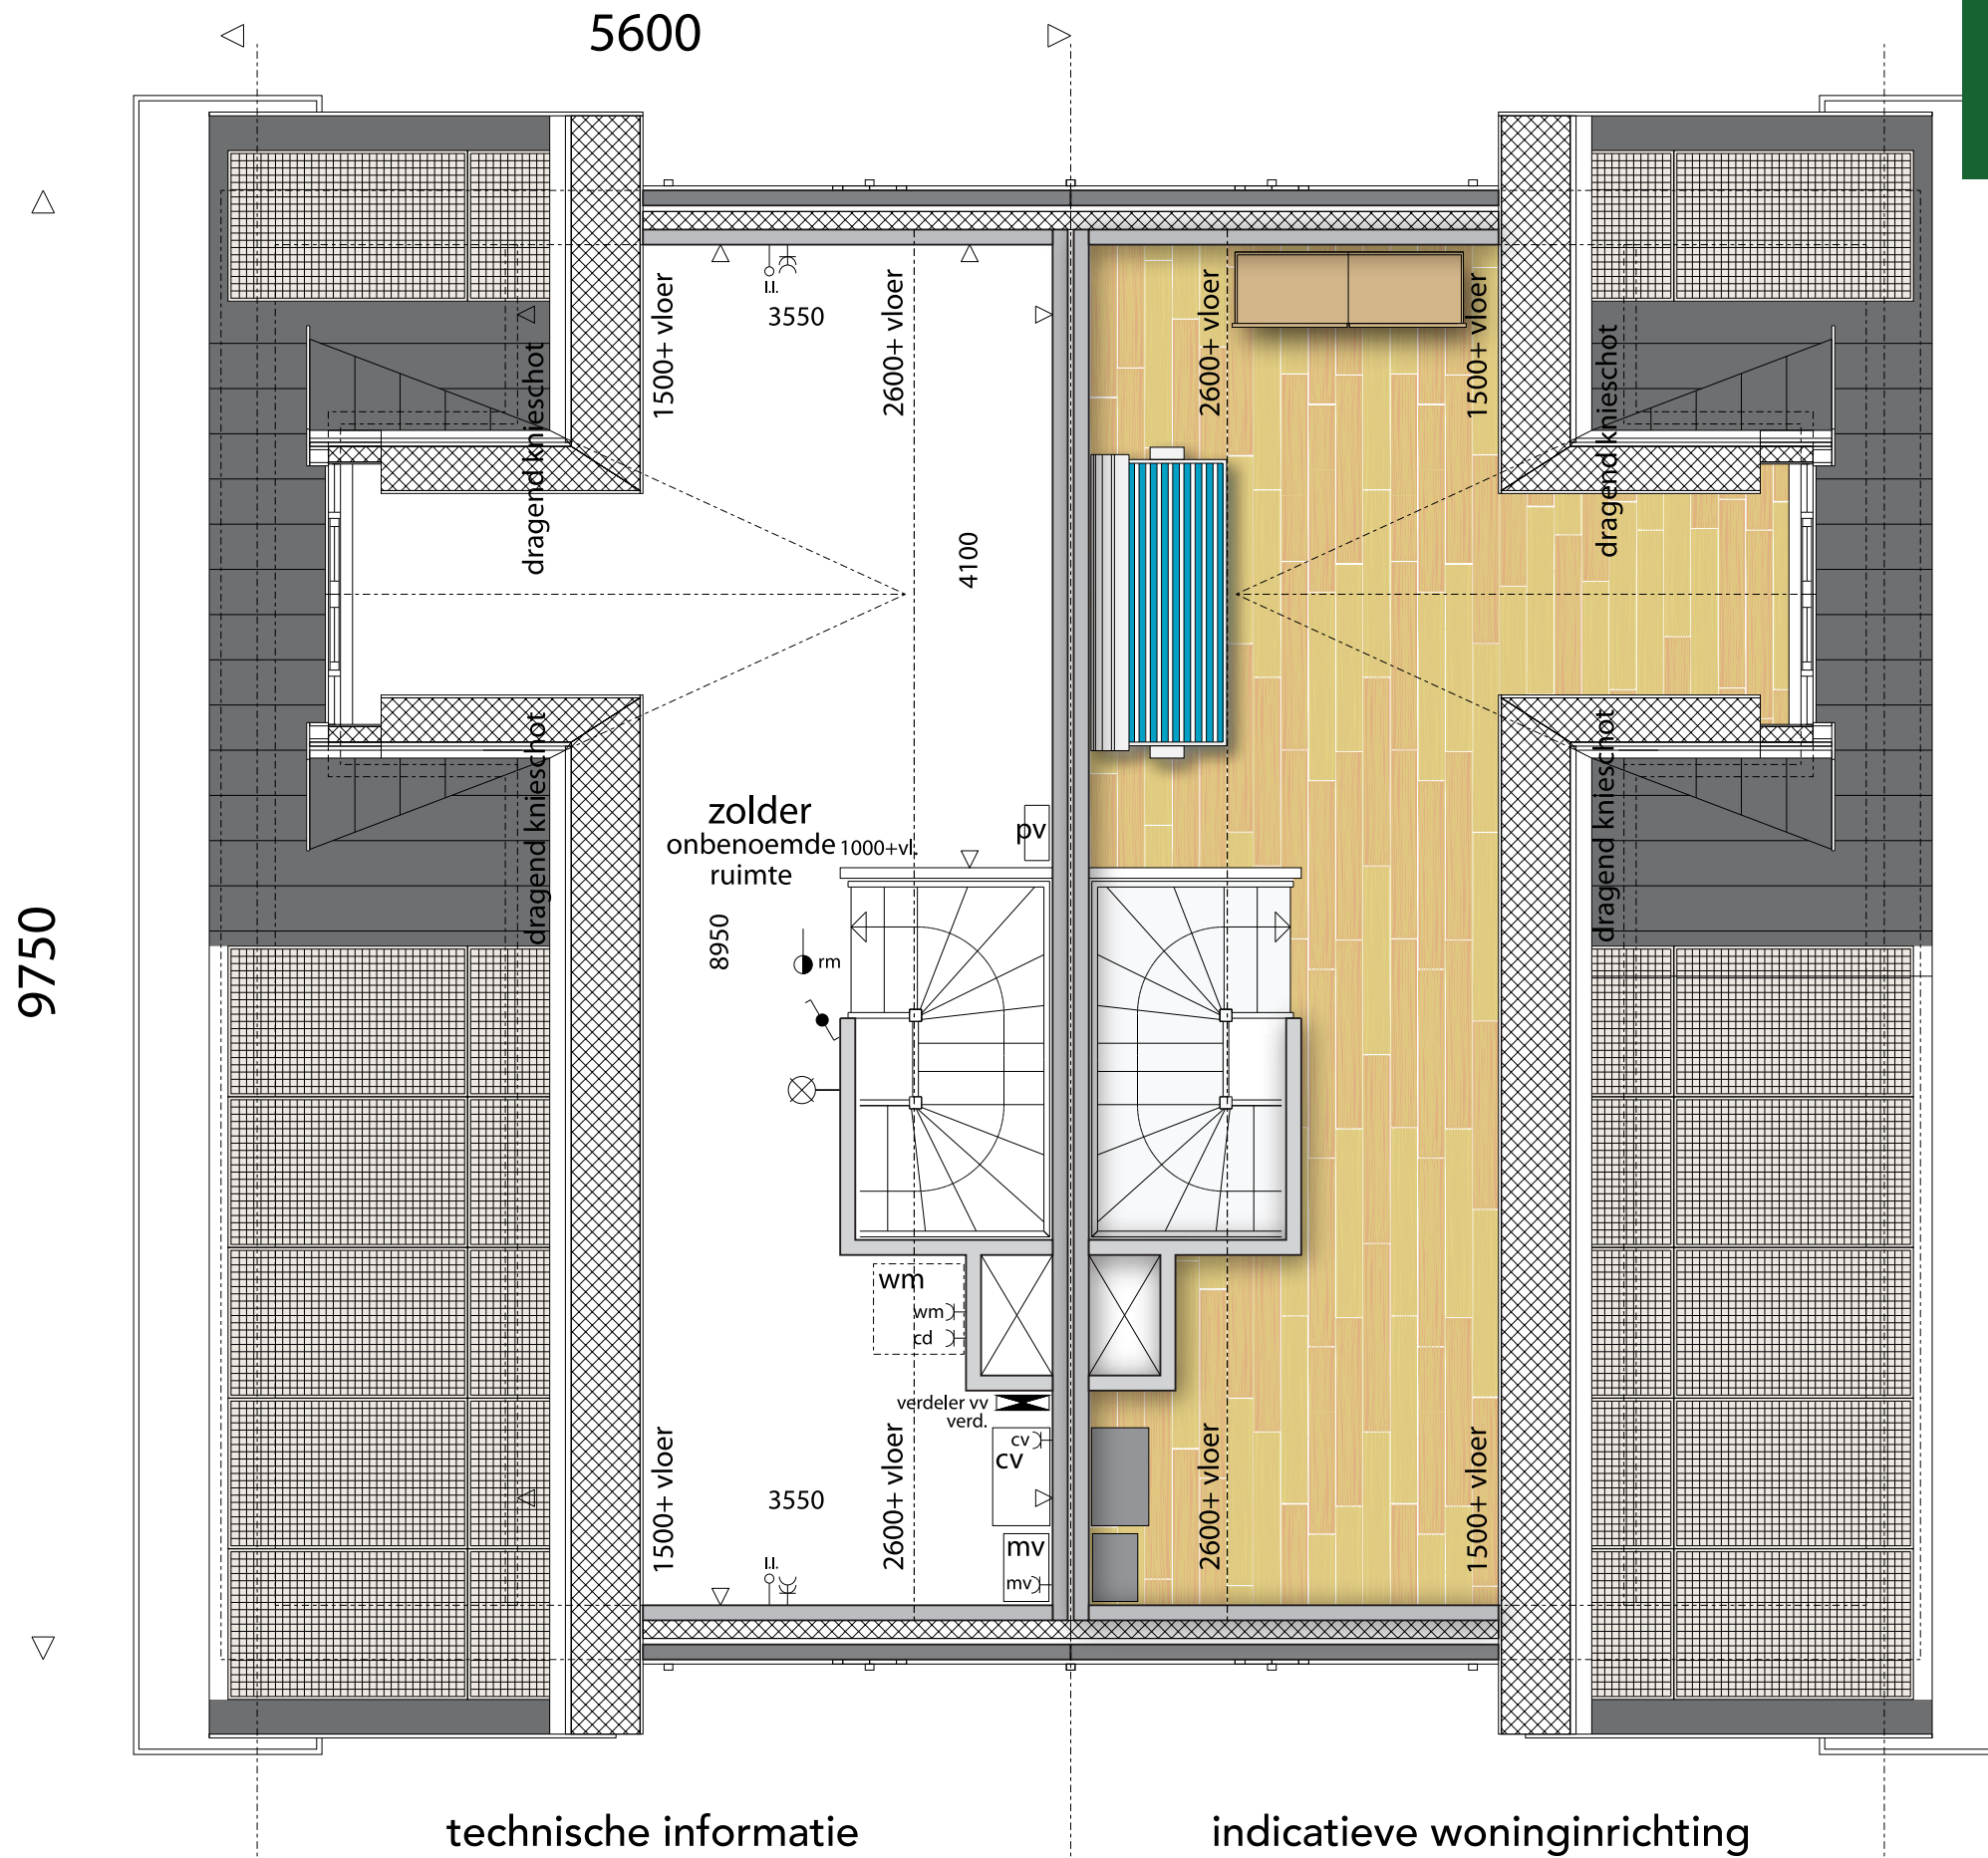 5600
9750
1500+ vloer
l.l.
3550
2600+ vloer
2600+ vloer
1500+ vloer
dragend knieschot
dragend knieschot
4100
dragend knieschot
dragend knieschot
zolder
onbenoemde
ruimte
1000+vl.
pv
8950
rm
wm
wm
cd
verdeler vv
verd.
cv
cv
1500+ vloer
3550
2600+ vloer
2600+ vloer
1500+ vloer
mv
mv
l.l.
technische informatie
indicatieve woninginrichting